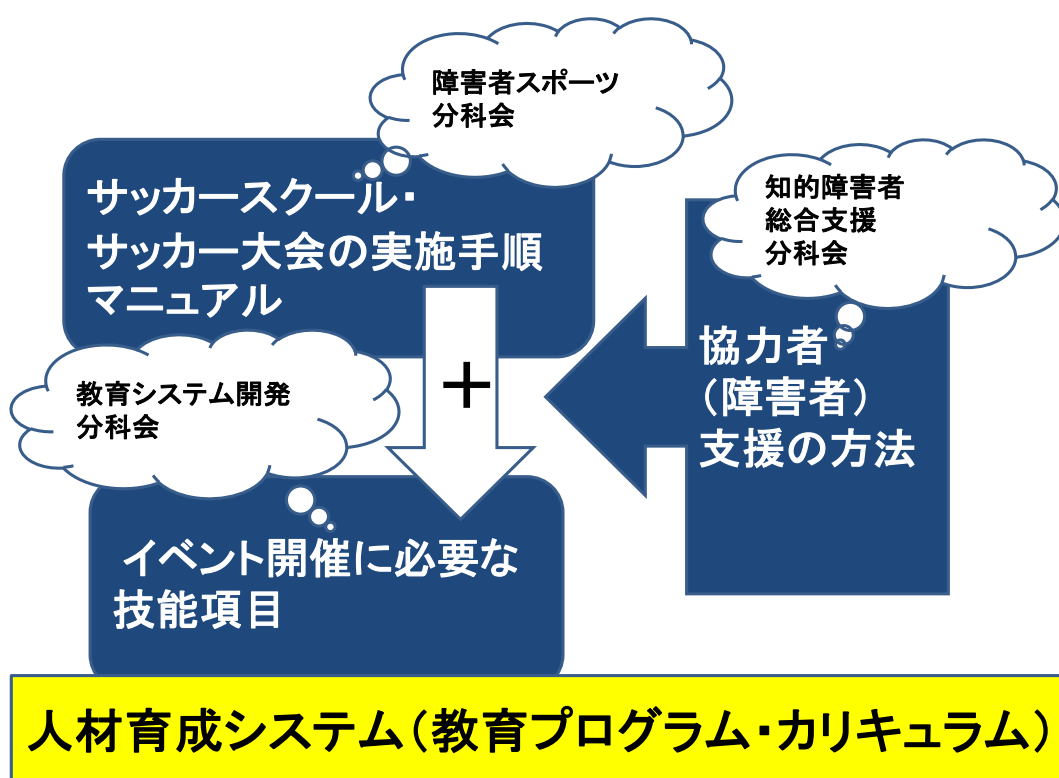 障害者スポーツ
分科会
サッカースクール・
サッカー大会の実施手順
マニュアル
知的障害者
総合支援
分科会
協力者
（障害者）
支援の方法
＋
教育システム開発
分科会
イベント開催に必要な
技能項目
人材育成システム（教育プログラム・カリキュラム）